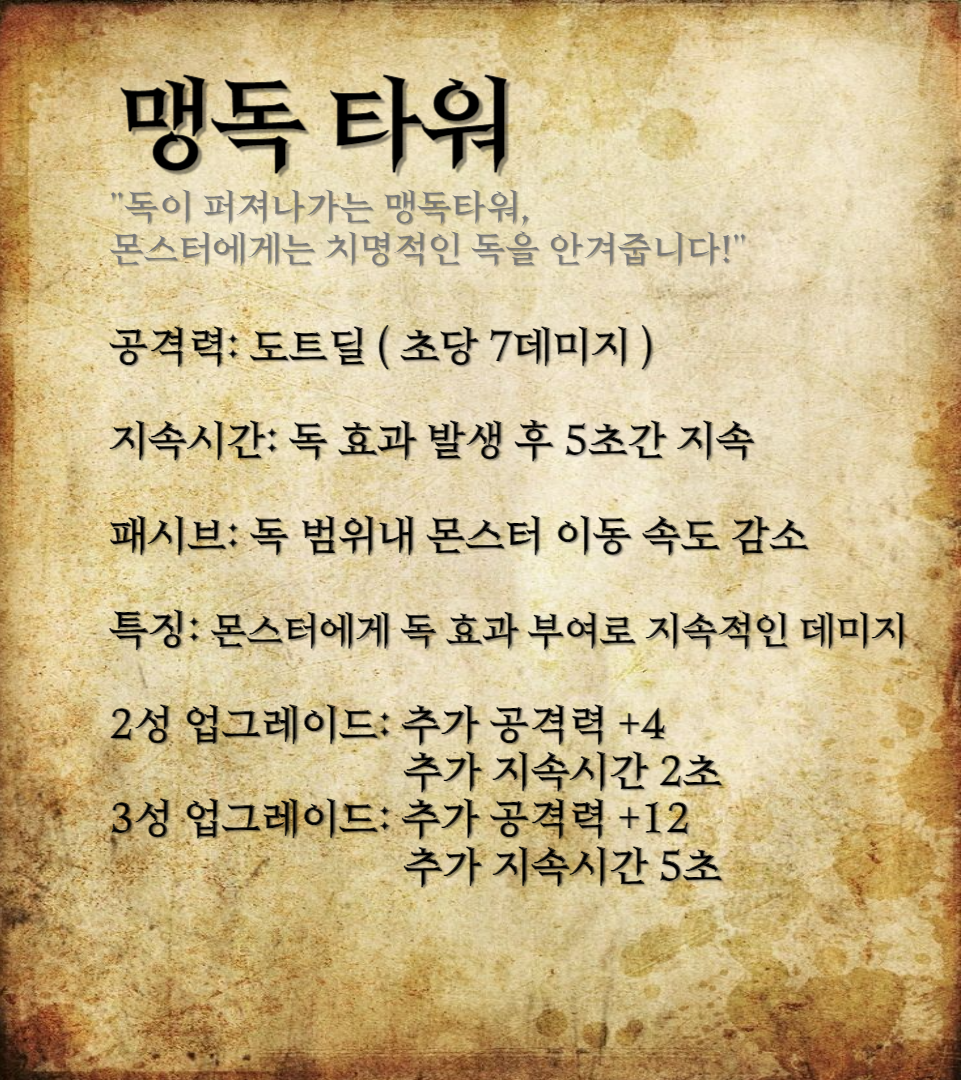 맹독 타워
"독이 퍼져나가는 맹독타워,
몬스터에게는 치명적인 독을 안겨줍니다!"
공격력: 도트딜 ( 초당 7데미지 )
지속시간: 독 효과 발생 후 5초간 지속
패시브: 독 범위내 몬스터 이동 속도 감소
특징: 몬스터에게 독 효과 부여로 지속적인 데미지
2성 업그레이드: 추가 공격력 +4
추가 지속시간 2초
3성 업그레이드: 추가 공격력 +12
추가 지속시간 5초